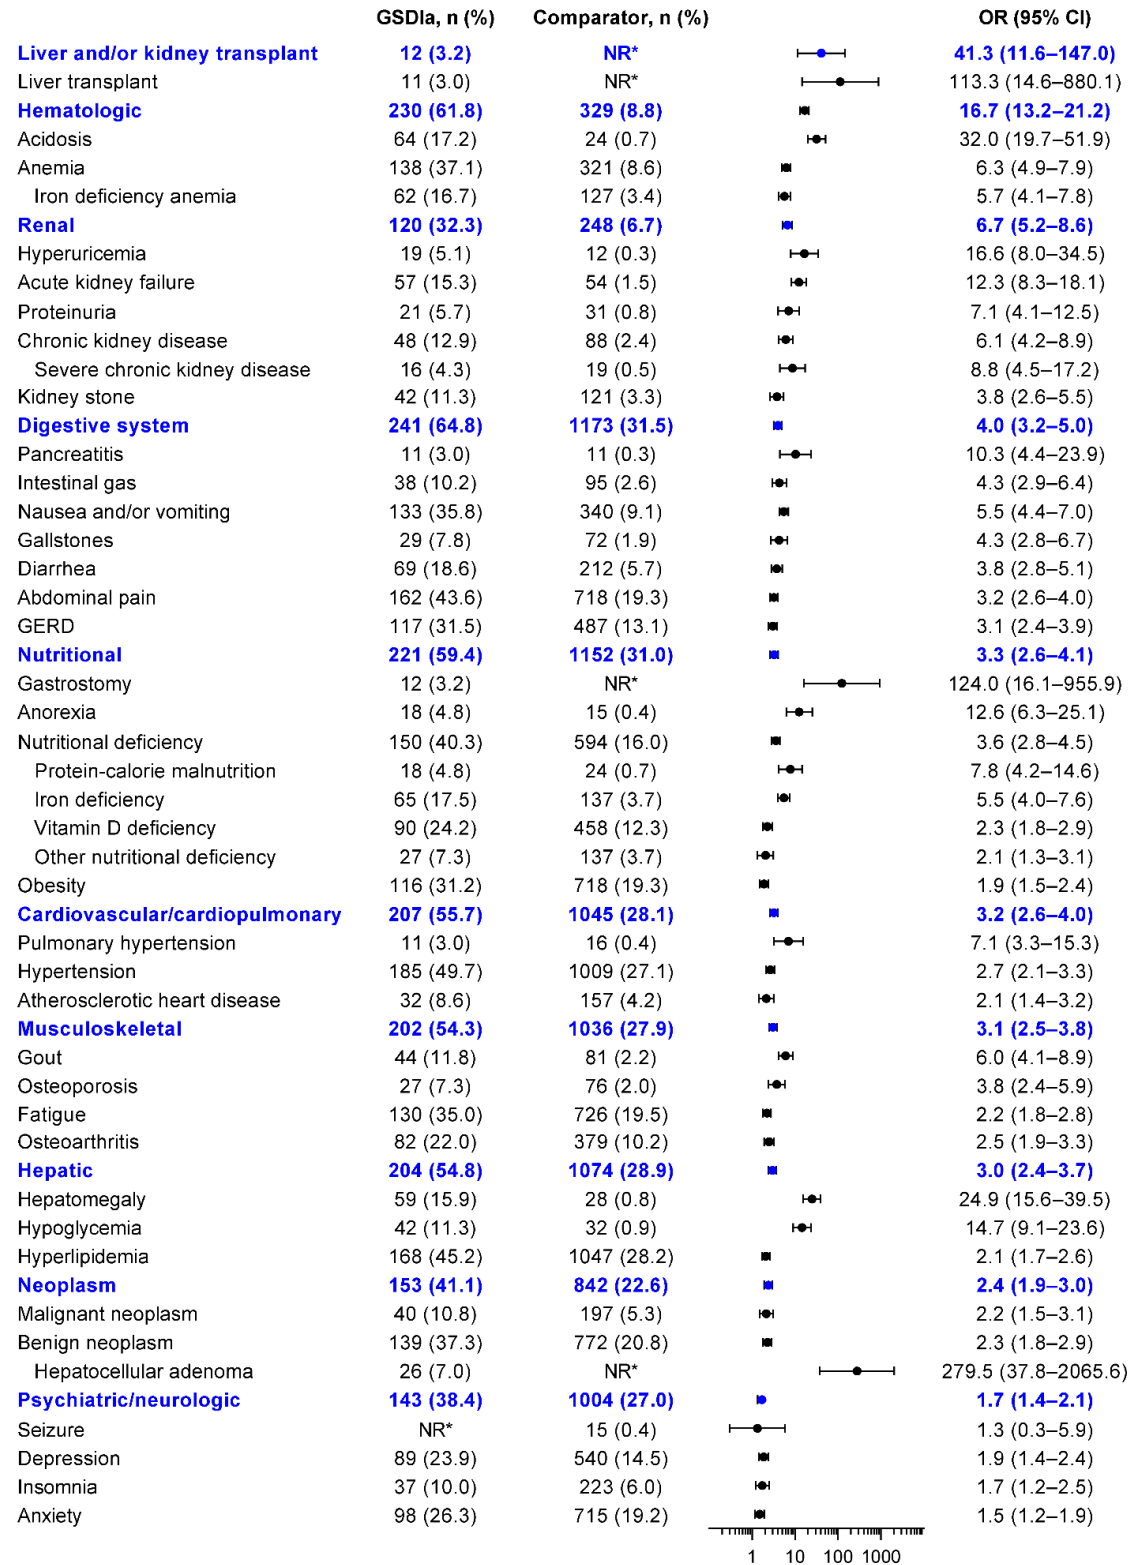 GSDIa, n (%) Comparator, n (%) OR (95% CI)
Liver and/or kidney transplant 12 (3.2) NR* 41.3 (11.6–147.0)
Liver transplant 11 (3.0) NR* 113.3 (14.6–880.1)
Hematologic 230 (61.8) 329 (8.8) 16.7 (13.2–21.2)
Acidosis 64 (17.2) 24 (0.7) 32.0 (19.7–51.9)
Anemia 138 (37.1) 321 (8.6) 6.3 (4.9–7.9)
Iron deficiency anemia 62 (16.7) 127 (3.4) 5.7 (4.1–7.8)
Renal 120 (32.3) 248 (6.7) 6.7 (5.2–8.6)
Hyperuricemia 19 (5.1) 12 (0.3) 16.6 (8.0–34.5)
Acute kidney failure 57 (15.3) 54 (1.5) 12.3 (8.3–18.1)
Proteinuria 21 (5.7) 31 (0.8) 7.1 (4.1–12.5)
Chronic kidney disease 48 (12.9) 88 (2.4) 6.1 (4.2–8.9)
Severe chronic kidney disease 16 (4.3) 19 (0.5) 8.8 (4.5–17.2)
Kidney stone 42 (11.3) 121 (3.3) 3.8 (2.6–5.5)
Digestive system 241 (64.8) 1173 (31.5) 4.0 (3.2–5.0)
Pancreatitis 11 (3.0) 11 (0.3) 10.3 (4.4–23.9)
Intestinal gas 38 (10.2) 95 (2.6) 4.3 (2.9–6.4)
Nausea and/or vomiting 133 (35.8) 340 (9.1) 5.5 (4.4–7.0)
Gallstones 29 (7.8) 72 (1.9) 4.3 (2.8–6.7)
Diarrhea 69 (18.6) 212 (5.7) 3.8 (2.8–5.1)
Abdominal pain 162 (43.6) 718 (19.3) 3.2 (2.6–4.0)
GERD 117 (31.5) 487 (13.1) 3.1 (2.4–3.9)
Nutritional 221 (59.4) 1152 (31.0) 3.3 (2.6–4.1)
Gastrostomy 12 (3.2) NR* 124.0 (16.1–955.9)
Anorexia 18 (4.8) 15 (0.4) 12.6 (6.3–25.1)
Nutritional deficiency 150 (40.3) 594 (16.0) 3.6 (2.8–4.5)
Protein-calorie malnutrition 18 (4.8) 24 (0.7) 7.8 (4.2–14.6)
Iron deficiency 65 (17.5) 137 (3.7) 5.5 (4.0–7.6)
Vitamin D deficiency 90 (24.2) 458 (12.3) 2.3 (1.8–2.9)
Other nutritional deficiency 27 (7.3) 137 (3.7) 2.1 (1.3–3.1)
Obesity 116 (31.2) 718 (19.3) 1.9 (1.5–2.4)
Cardiovascular/cardiopulmonary 207 (55.7) 1045 (28.1) 3.2 (2.6–4.0)
Pulmonary hypertension 11 (3.0) 16 (0.4) 7.1 (3.3–15.3)
Hypertension 185 (49.7) 1009 (27.1) 2.7 (2.1–3.3)
Atherosclerotic heart disease 32 (8.6) 157 (4.2) 2.1 (1.4–3.2)
Musculoskeletal 202 (54.3) 1036 (27.9) 3.1 (2.5–3.8)
Gout 44 (11.8) 81 (2.2) 6.0 (4.1–8.9)
Osteoporosis 27 (7.3) 76 (2.0) 3.8 (2.4–5.9)
Fatigue 130 (35.0) 726 (19.5) 2.2 (1.8–2.8)
Osteoarthritis 82 (22.0) 379 (10.2) 2.5 (1.9–3.3)
Hepatic 204 (54.8) 1074 (28.9) 3.0 (2.4–3.7)
Hepatomegaly 59 (15.9) 28 (0.8) 24.9 (15.6–39.5)
Hypoglycemia 42 (11.3) 32 (0.9) 14.7 (9.1–23.6)
Hyperlipidemia 168 (45.2) 1047 (28.2) 2.1 (1.7–2.6)
Neoplasm 153 (41.1) 842 (22.6) 2.4 (1.9–3.0)
Malignant neoplasm 40 (10.8) 197 (5.3) 2.2 (1.5–3.1)
Benign neoplasm 139 (37.3) 772 (20.8) 2.3 (1.8–2.9)
Hepatocellular adenoma 26 (7.0) NR* 279.5 (37.8–2065.6)
Psychiatric/neurologic 143 (38.4) 1004 (27.0) 1.7 (1.4–2.1)
Seizure NR* 15 (0.4) 1.3 (0.3–5.9)
Depression 89 (23.9) 540 (14.5) 1.9 (1.4–2.4)
Insomnia 37 (10.0) 223 (6.0) 1.7 (1.2–2.5)
Anxiety 98 (26.3) 715 (19.2) 1.5 (1.2–1.9)
1 10 100 1000